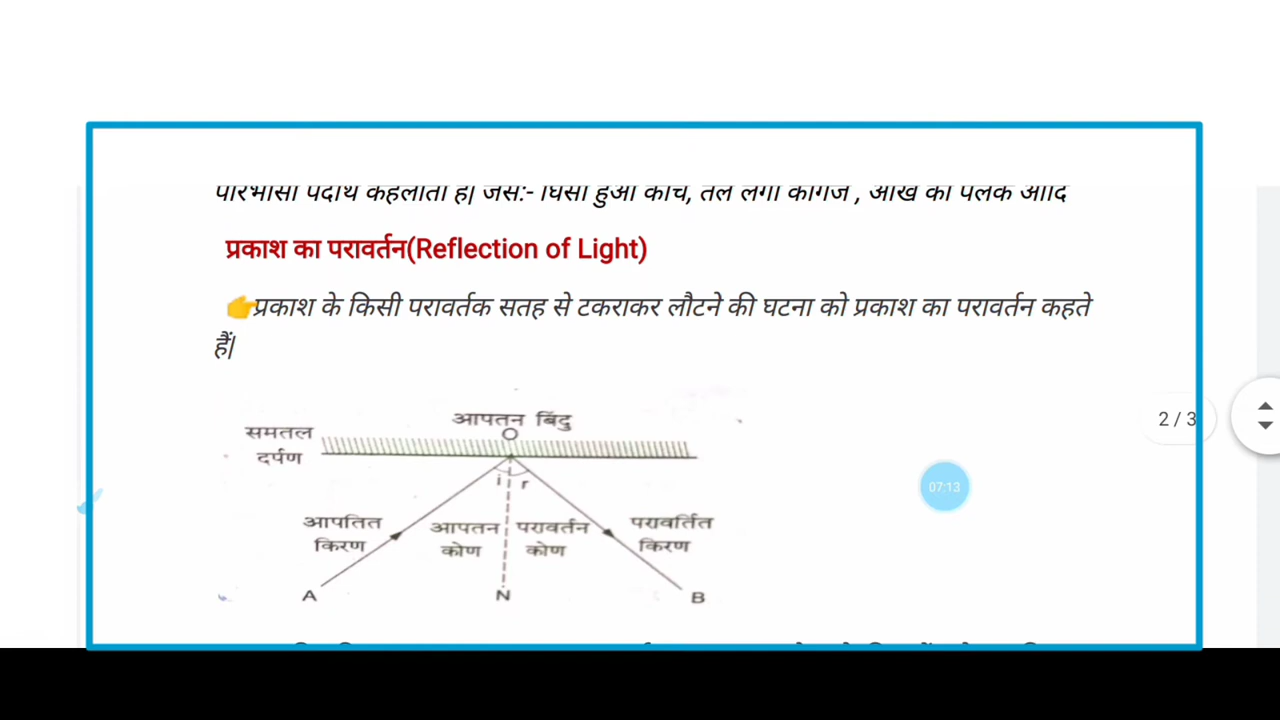 पारभासी पदार्थ कहलाता है| जैसे:- घिसा हुआ काँच, तेल लगा कागज , आँख का पलक आदि
प्रकाश का परावर्तन(Reflection of Light)
👉प्रकाश के किसी परावर्तक सतह से टकराकर लौटने की घटना को प्रकाश का परावर्तन कहते
हैं|
आपतन बिंदु
O
समतल
दर्पण
i r
आपतित
किरण
आपतन
कोण
परावर्तन
कोण
परावर्तित
किरण
A N B
2 / 3
07:13